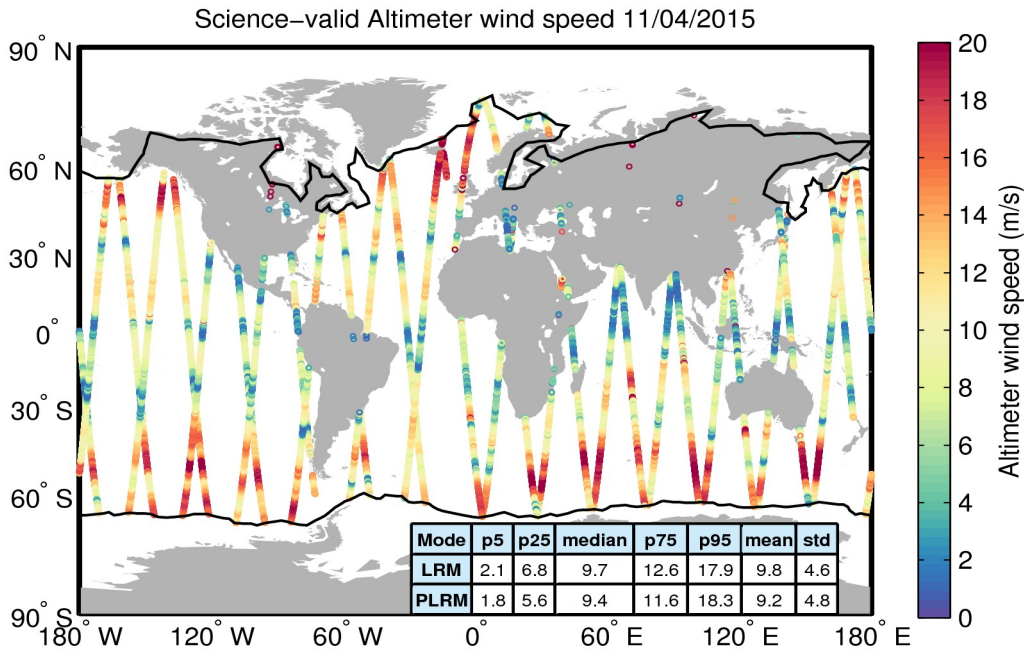 Science−valid Altimeter wind speed 11/04/2015
90° N
60° N
30° N
0°
30° S
60° S
90° S
180° W
120° W
60° W
0°
60° E
120° E
180° E
Mode p5 p25 median p75 p95 mean std
LRM 2.1 6.8 9.7 12.6 17.9 9.8 4.6
PLRM 1.8 5.6 9.4 11.6 18.3 9.2 4.8
20
18
16
14
12
10
8
6
4
2
0
Altimeter wind speed (m/s)